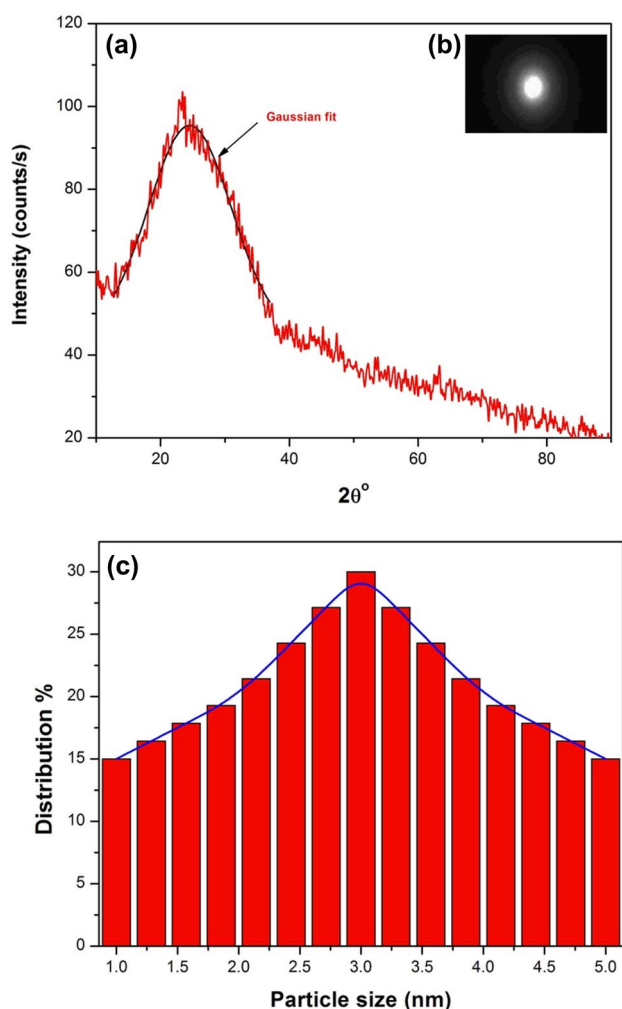 120
(a)
(b)
100
Gaussian fit
80
60
40
20
Intensity (counts/s)
20 40 60 80
2θ°
(c)
30
25
20
15
10
5
0
Distribution %
1.0 1.5 2.0 2.5 3.0 3.5 4.0 4.5 5.0
Particle size (nm)